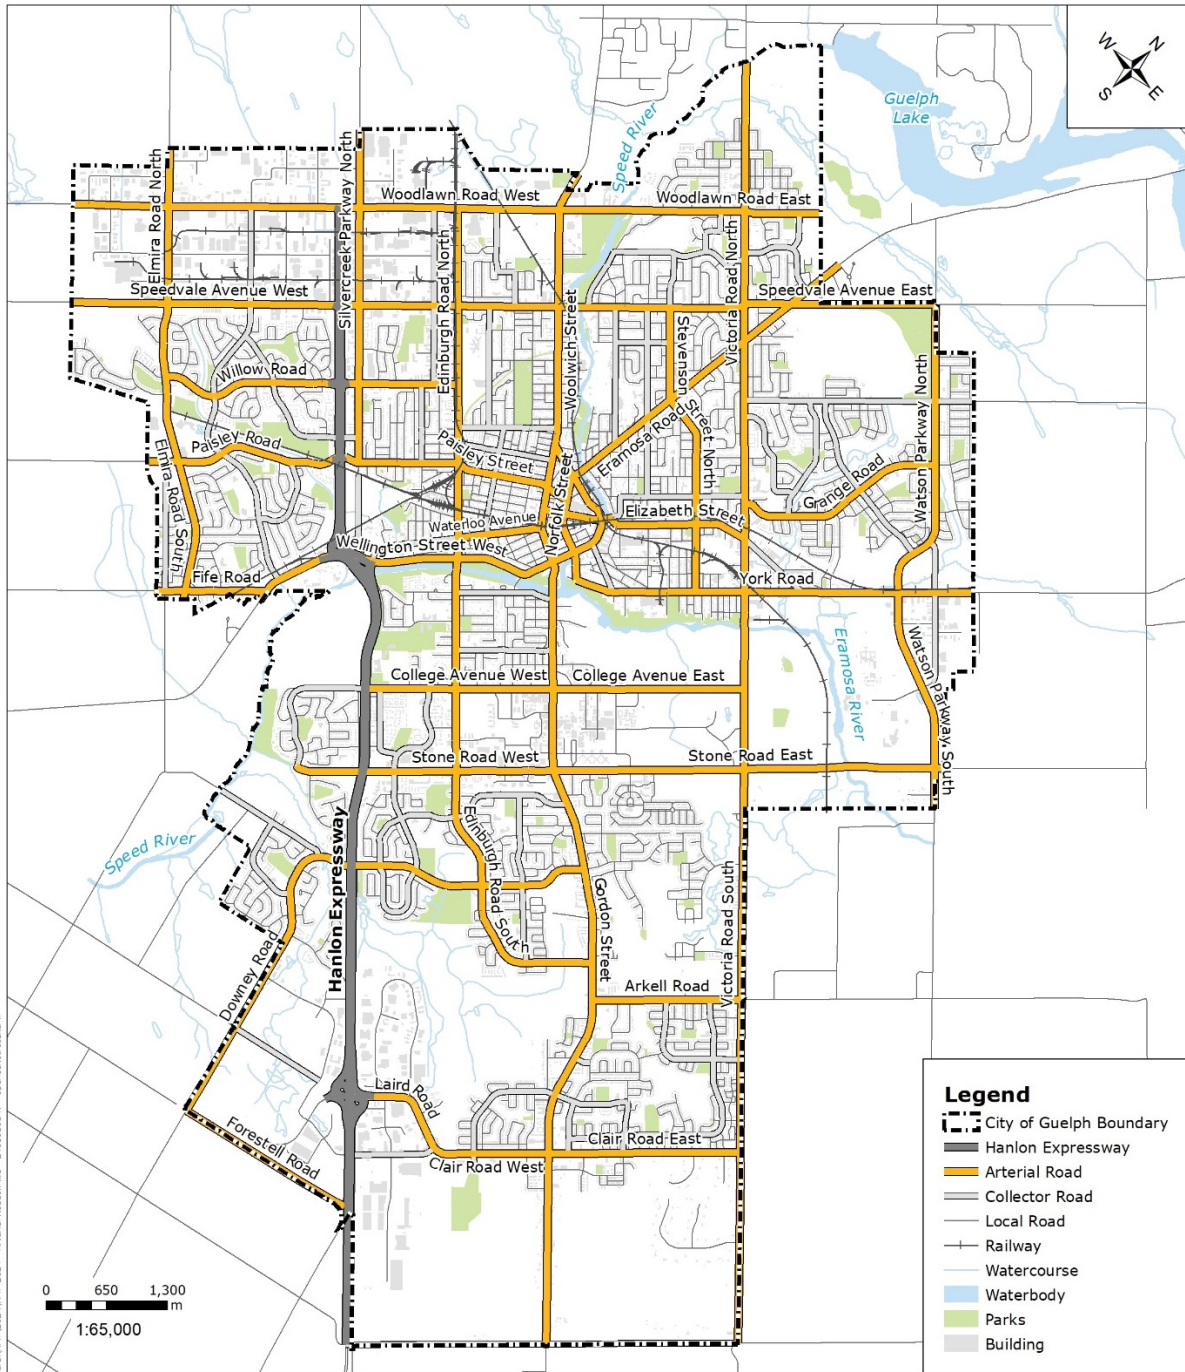 N
W
E
S
Guelph
Lake
Speed River
Woodlawn Road West
Woodlawn Road East
Elmira Road North
Silvercreek Parkway North
Edinburgh Road North
Victoria Road North
Speedvale Avenue West
Speedvale Avenue East
Woolwich Street
Stevenson Street North
Willow Road
Watson Parkway North
Paisley Road
Paisley Street
Eramosa Road
Grange Road
Elmira Road South
Norfolk Street
Elizabeth Street
Waterloo Avenue
Wellington Street West
Fife Road
York Road
Eramosa River
Watson Parkway South
College Avenue West
College Avenue East
Stone Road West
Stone Road East
Speed River
Hanlon Expressway
Edinburgh Road South
Gordon Street
Victoria Road South
Downey Road
Arkell Road
Laird Road
Forestell Road
Clair Road East
Clair Road West
Legend
City of Guelph Boundary
Hanlon Expressway
Arterial Road
Collector Road
Local Road
Railway
Watercourse
Waterbody
Parks
Building
0 650 1,300
m
1:65,000